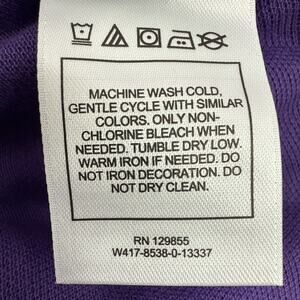 MACHINE WASH COLD,
GENTLE CYCLE WITH SIMILAR
COLORS. ONLY NON-
CHLORINE BLEACH WHEN
NEEDED. TUMBLE DRY LOW.
WARM IRON IF NEEDED. DO
NOT IRON DECORATION. DO
NOT DRY CLEAN.
RN 129855
W417-8538-0-13337